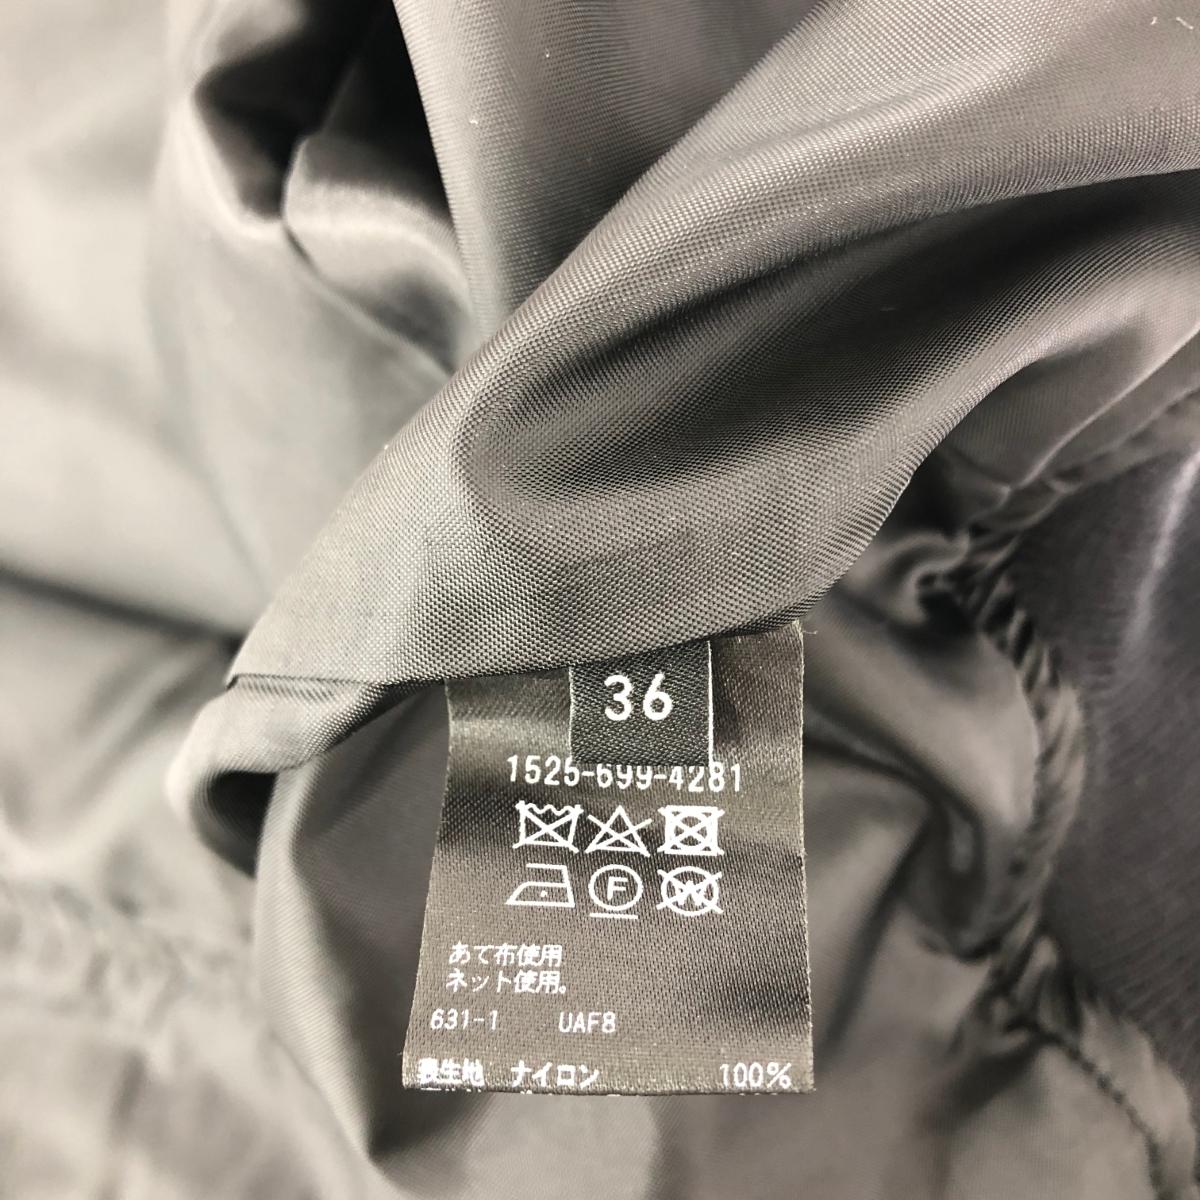 36
1525-699-4281
F
W
あて布使用
ネット使用。
631-1 UAF8
表生地 ナイロン 100%